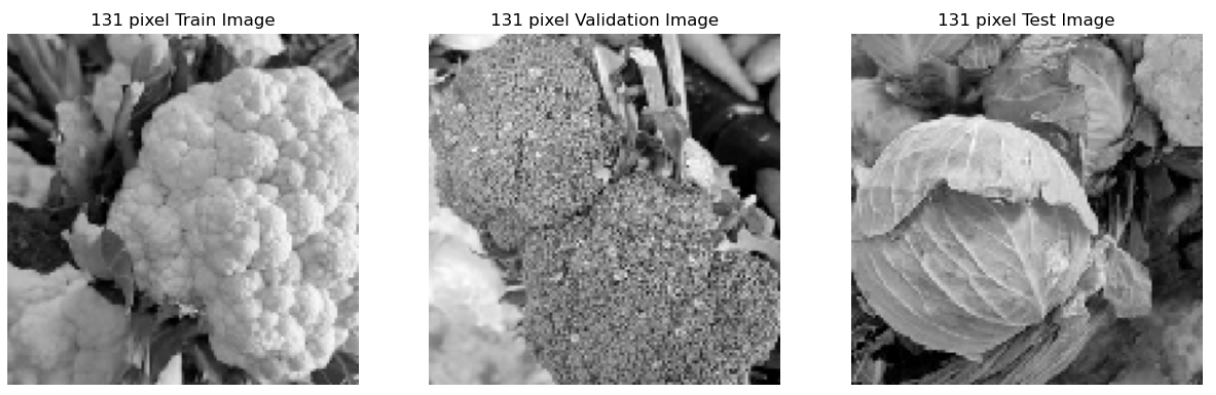 131 pixel Train Image
131 pixel Validation Image
131 pixel Test Image